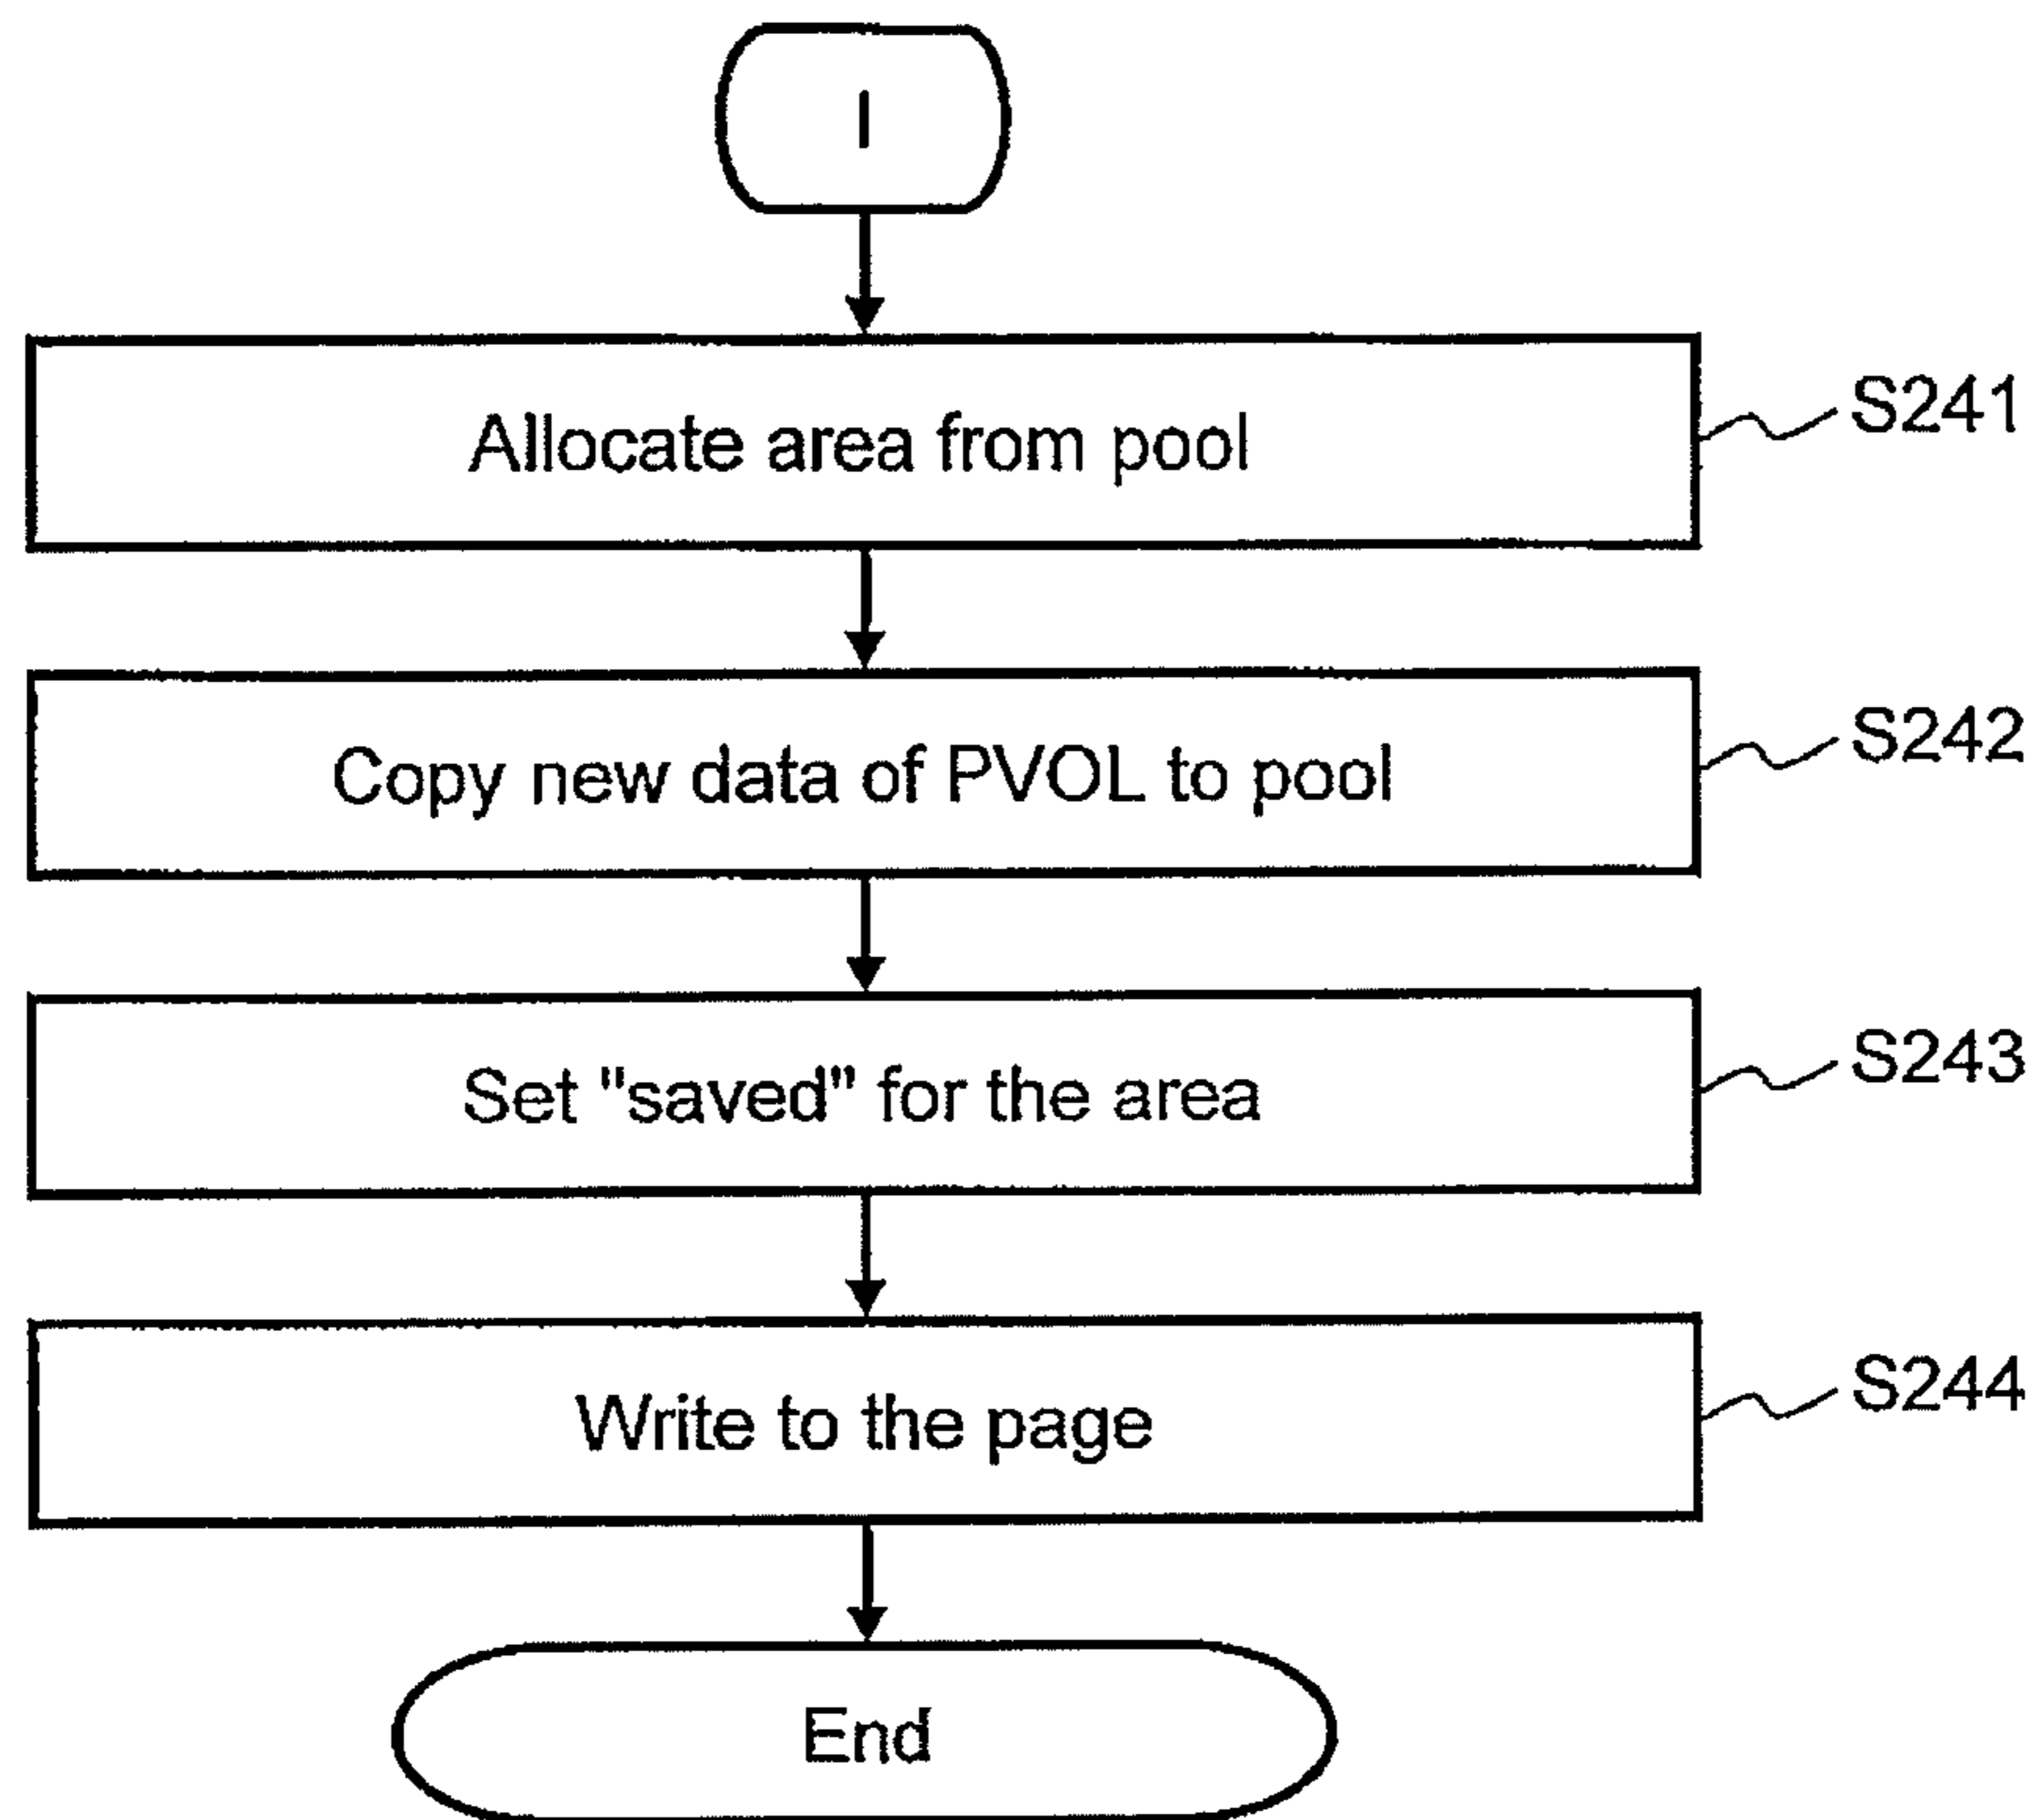 I
Allocate area from pool
S241
Copy new data of PVOL to pool
S242
Set "saved" for the area
S243
Write to the page
S244
End